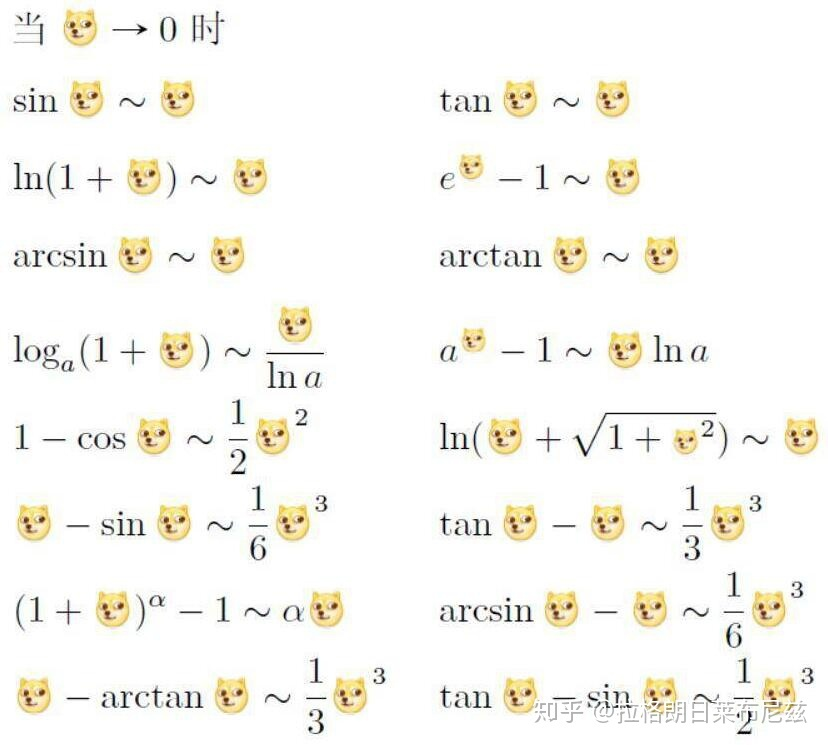 当 🐶 → 0 时
sin 🐶 ~ 🐶 tan 🐶 ~ 🐶
ln(1 + 🐶) ~ 🐶 e^🐶 − 1 ~ 🐶
arcsin 🐶 ~ 🐶 arctan 🐶 ~ 🐶
log_a(1 + 🐶) ~ 🐶/ln a a^🐶 − 1 ~ 🐶 ln a
1 − cos 🐶 ~ 1/2 🐶^2 ln(🐶 + √(1 + 🐶^2)) ~ 🐶
🐶 − sin 🐶 ~ 1/6 🐶^3 tan 🐶 − 🐶 ~ 1/3 🐶^3
(1 + 🐶)^α − 1 ~ α🐶 arcsin 🐶 − 🐶 ~ 1/6 🐶^3
🐶 − arctan 🐶 ~ 1/3 🐶^3 tan 🐶 − sin 🐶 ~ 1/2 🐶^3
知乎 @拉格朗日莱布尼兹